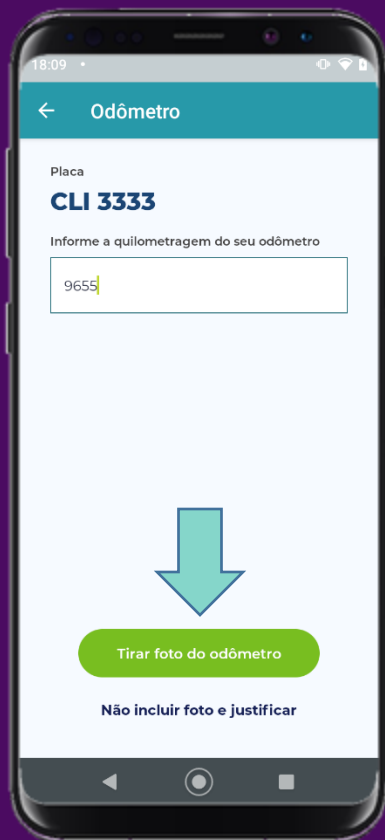 18:09
Odômetro
Placa
CLI 3333
Informe a quilometragem do seu odômetro
9655
Tirar foto do odômetro
Não incluir foto e justificar